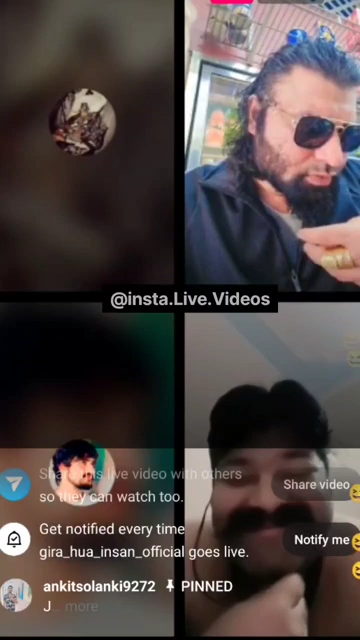 @insta.Live.Videos
Share this live video with others
so they can watch too.
Share video
Get notified every time
gira_hua_insan_official goes live.
Notify me
ankitsolanki9272 PINNED
J... more